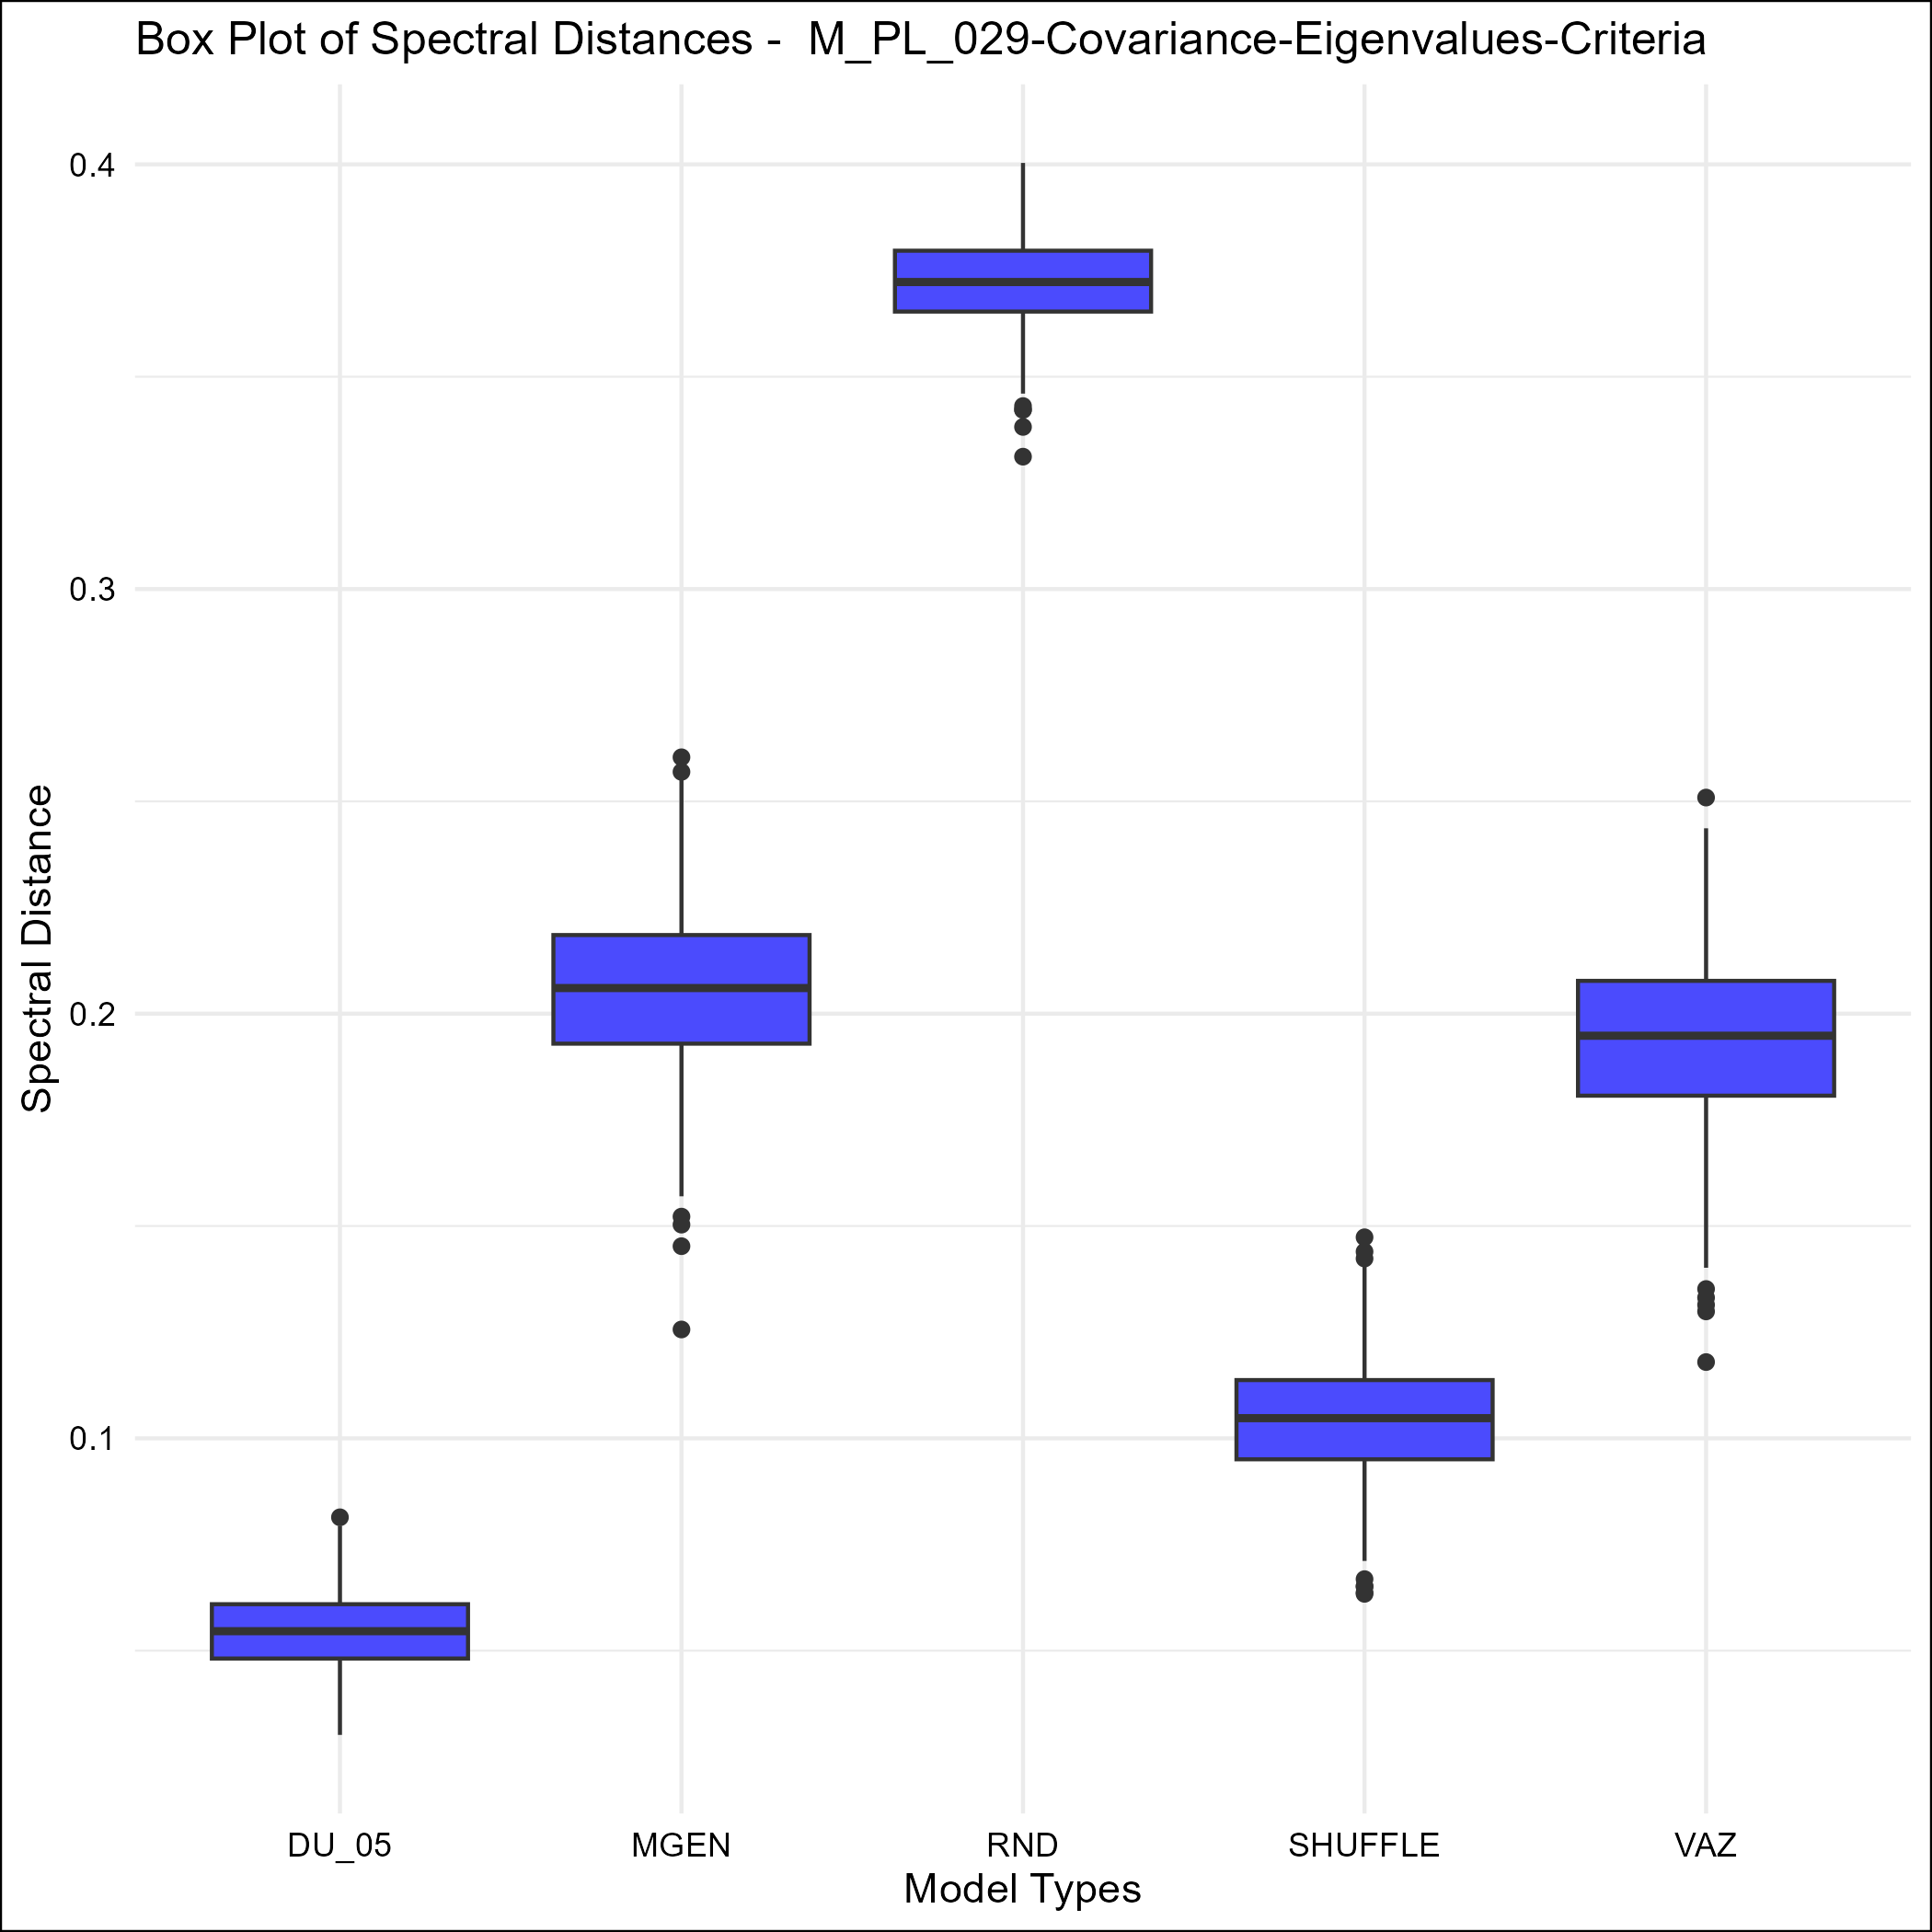 Box Plot of Spectral Distances -  M_PL_029-Covariance-Eigenvalues-Criteria
0.4
0.3
0.2
0.1
Spectral Distance
DU_05 MGEN RND SHUFFLE VAZ
Model Types